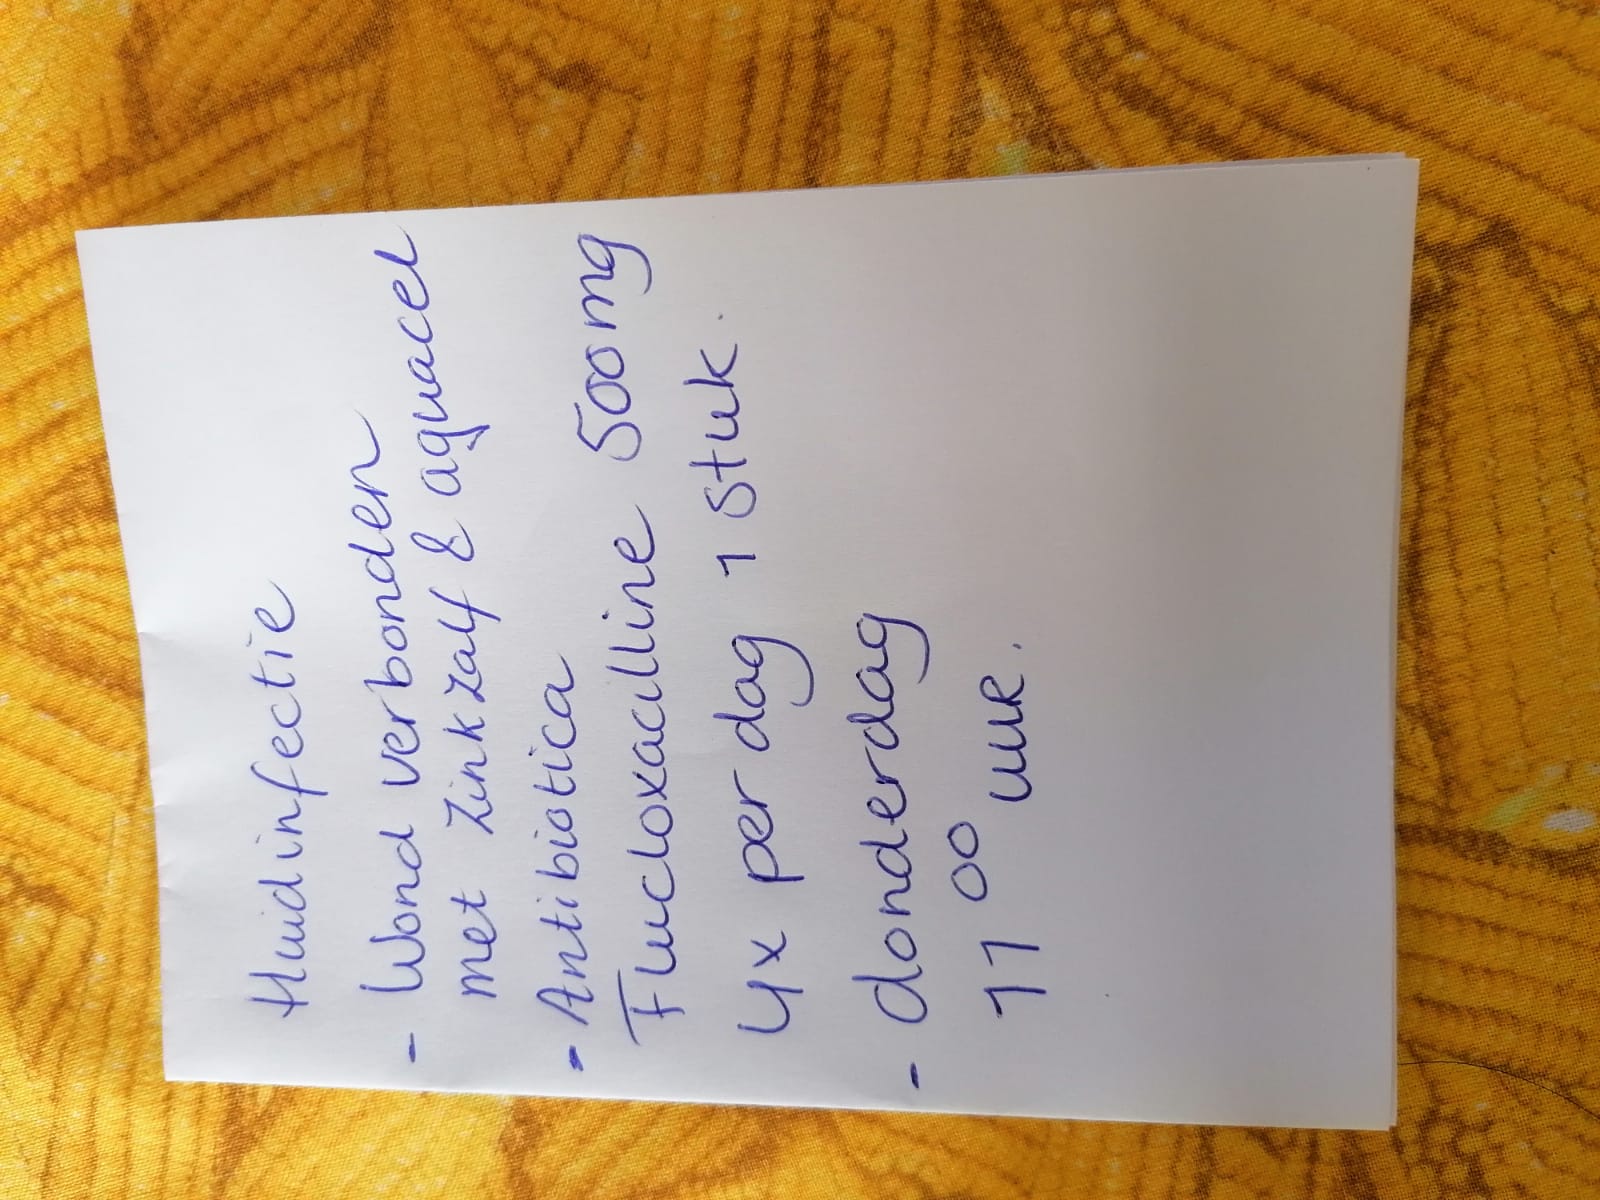 Huidinfectie
- Wond verbonden
met zinkzalf & aquacel
- Antibiotica
Flucloxacilline 500mg
4x per dag 1 stuk.
- donderdag
11 00 uur.